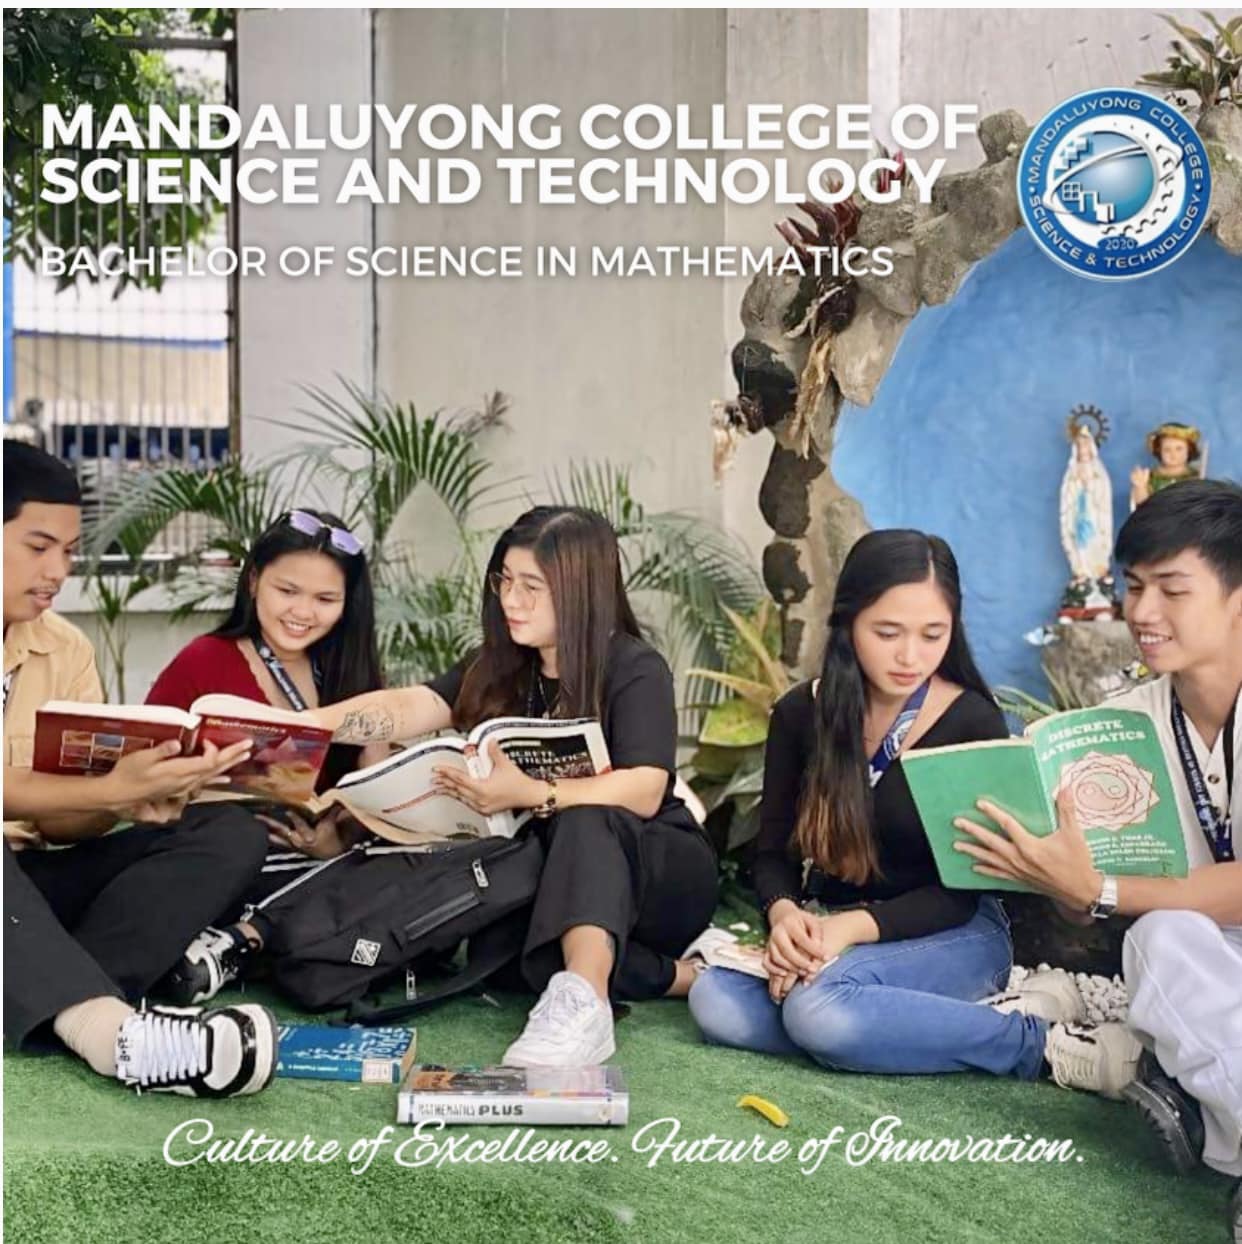 MANDALUYONG COLLEGE OF
SCIENCE AND TECHNOLOGY
BACHELOR OF SCIENCE IN MATHEMATICS
MANDALUYONG COLLEGE
SCIENCE & TECHNOLOGY
2020
Mathematics
DISCRETE
MATHEMATICS
DISCRETE
MATHEMATICS
MATHEMATICS PLUS
Culture of Excellence. Future of Innovation.